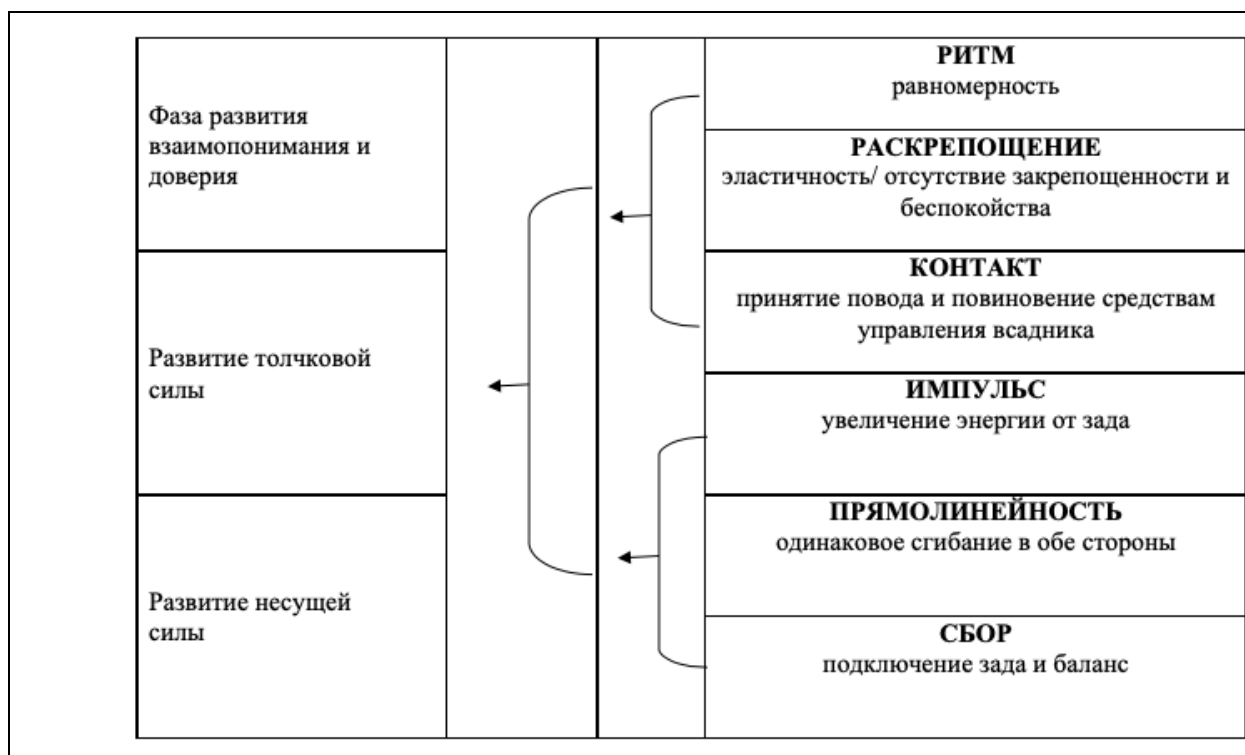 Фаза развития
взаимопонимания и
доверия
Развитие толчковой
силы
Развитие несущей
силы
РИТМ
равномерность
РАСКРЕПОЩЕНИЕ
эластичность/ отсутствие закрепощенности и
беспокойства
КОНТАКТ
принятие повода и повиновение средствам
управления всадника
ИМПУЛЬС
увеличение энергии от зада
ПРЯМОЛИНЕЙНОСТЬ
одинаковое сгибание в обе стороны
СБОР
подключение зада и баланс